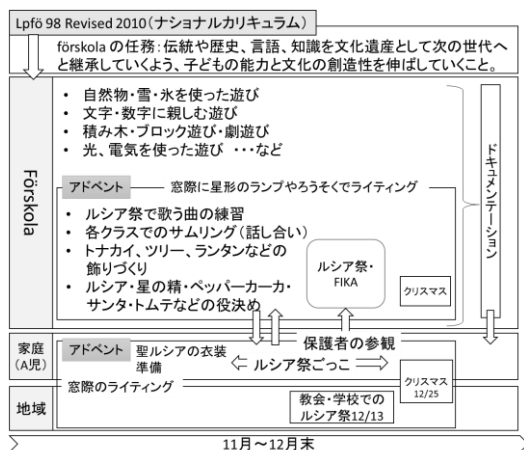 Lpfö 98 Revised 2010(ナショナルカリキュラム)
förskola の任務：伝統や歴史、言語、知識を文化遺産として次の世代へ
と継承していくよう、子どもの能力と文化の創造性を伸ばしていくこと。
Förskola
• 自然物・雪・氷を使った遊び
• 文字・数字に親しむ遊び
• 積み木・ブロック遊び・劇遊び
• 光、電気を使った遊び ・・・など
ドキュメンテーション
アドベント
窓際に星形のランプやろうそくでライティング
• ルシア祭で歌う曲の練習
• 各クラスでのサムリング(話し合い)
• トナカイ、ツリー、ランタンなどの
飾りづくり
• ルシア・星の精・ペッパーカーカ・
サンタ・トムテなどの役決め
ルシア祭・
FIKA
クリスマス
家庭
(A児)
アドベント
聖ルシアの衣装
準備
保護者の参観
ルシア祭ごっこ
窓際のライティング
クリスマス
12/25
地域
教会・学校での
ルシア祭12/13
11月～12月末